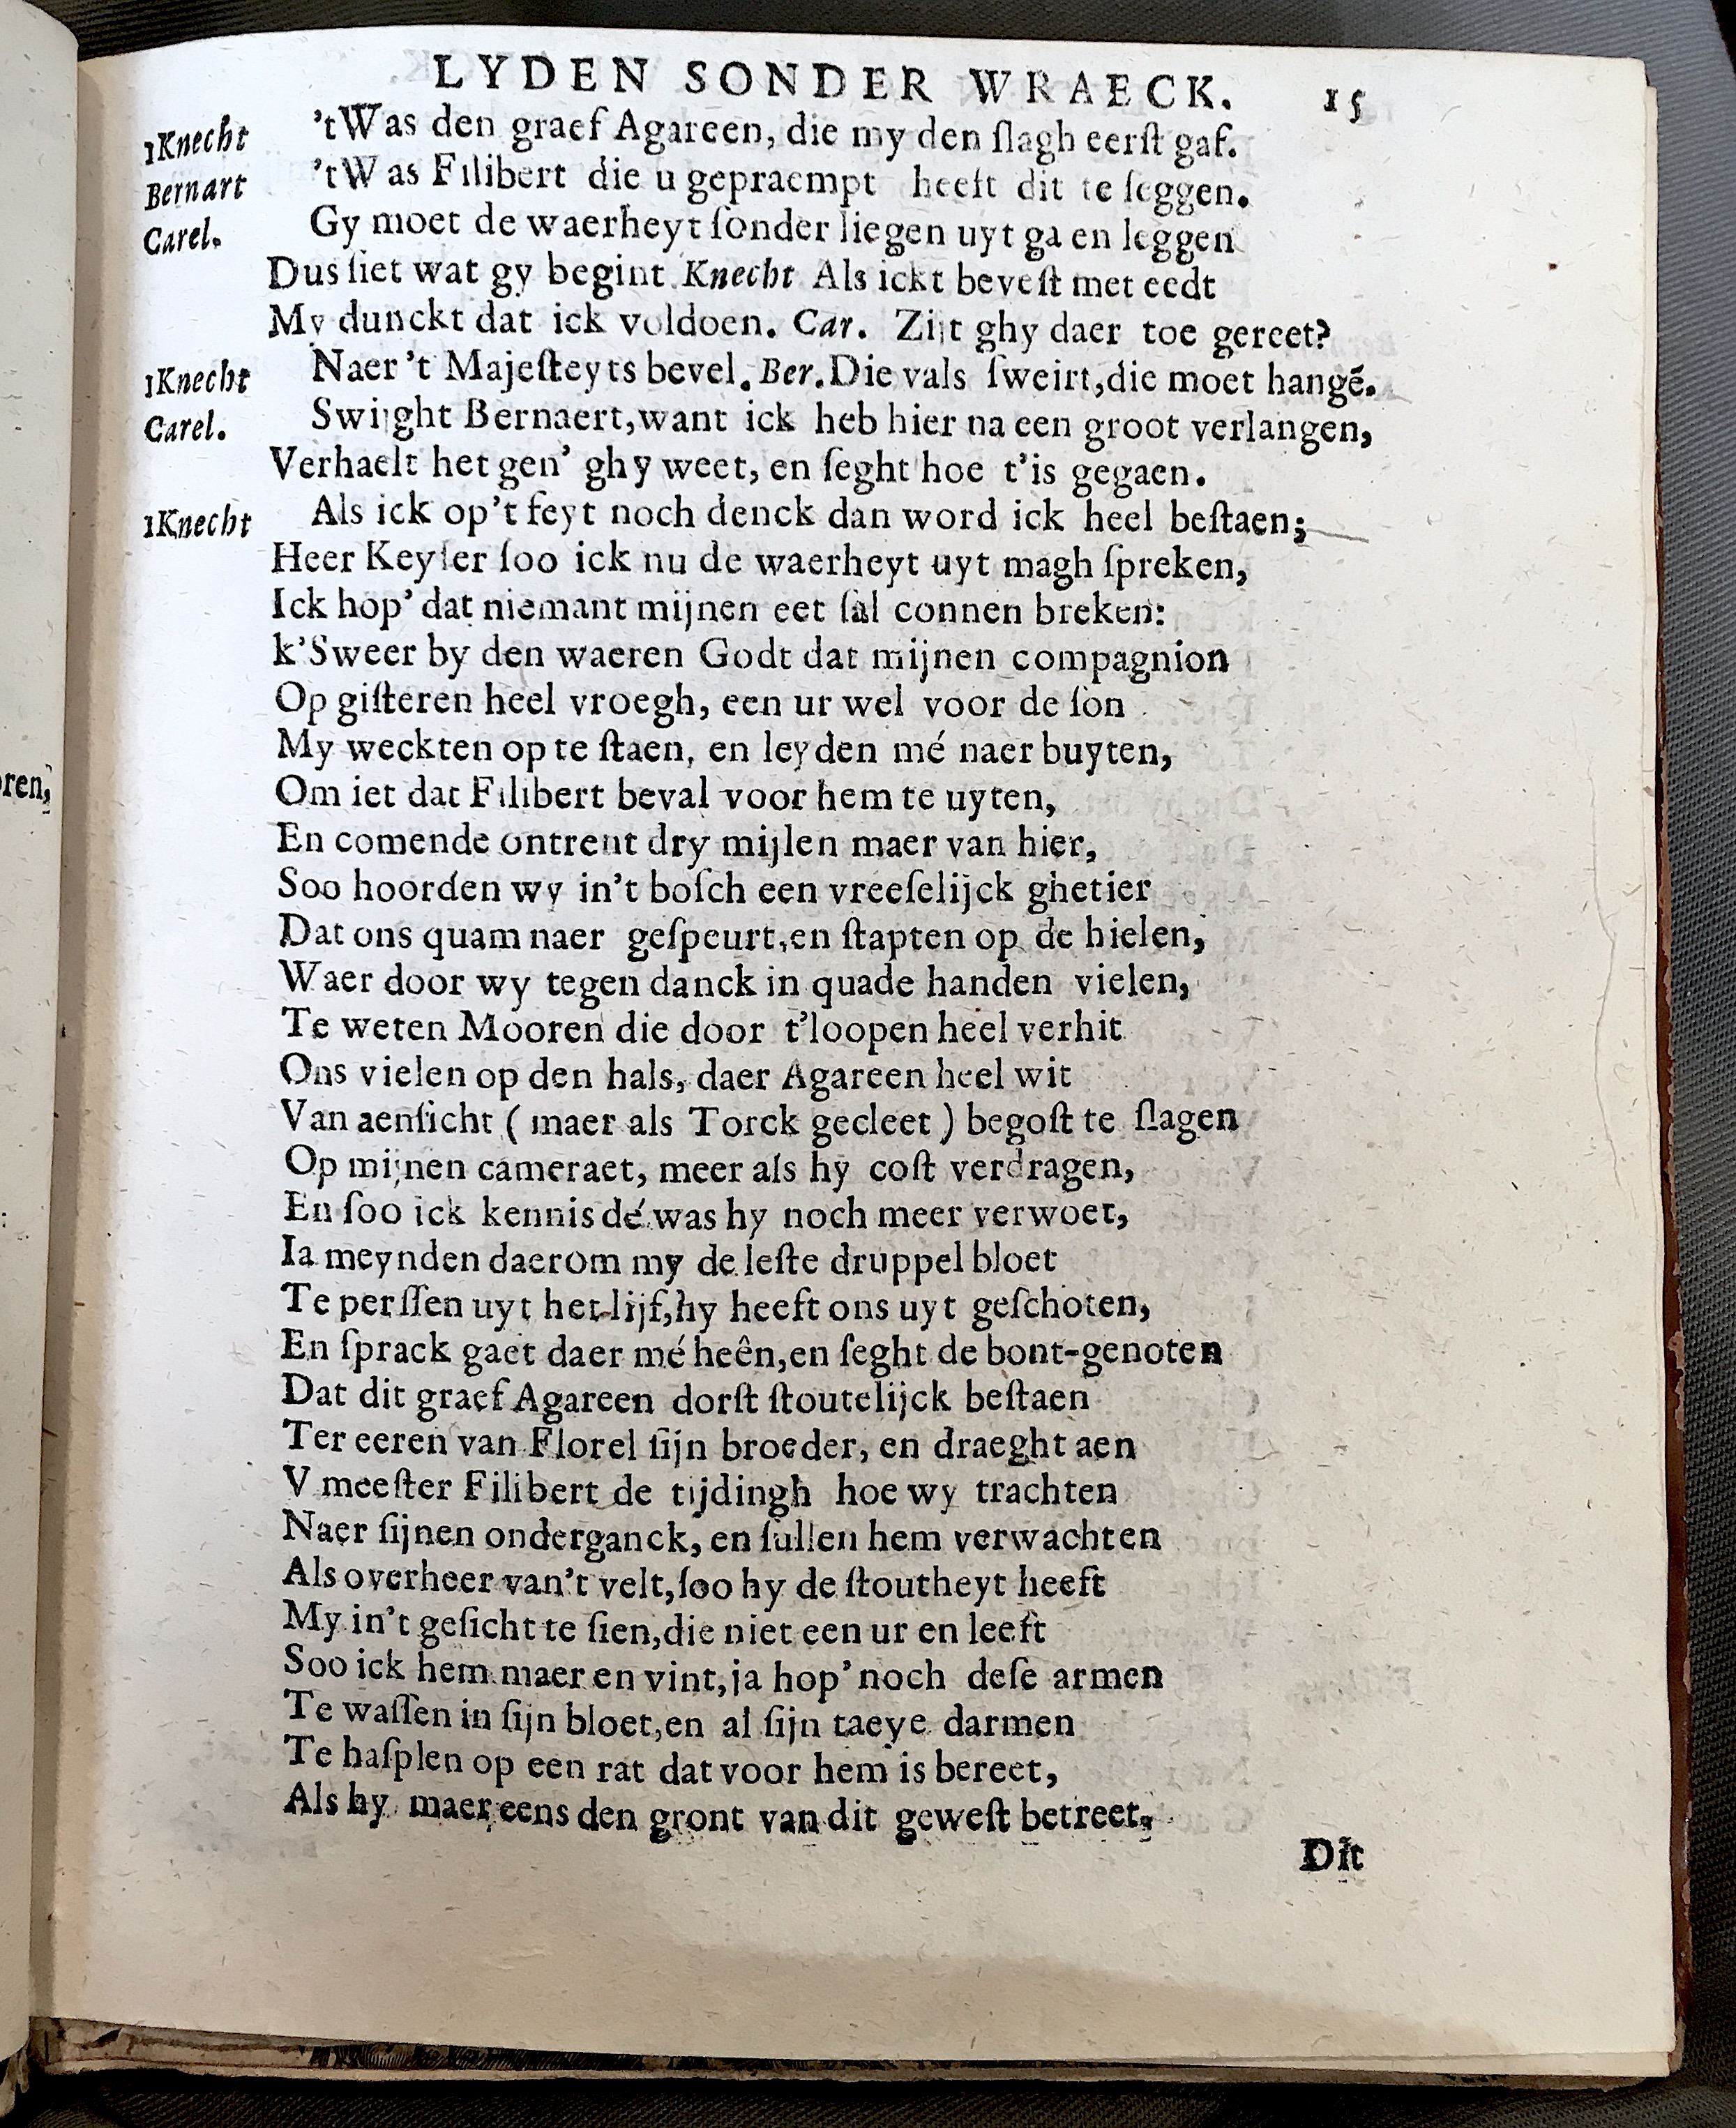 LYDEN SONDER WRAECK. 15
1Knecht 'tWas den graef Agareen, die my den ſlagh eerſt gaf.
Bernart 'tWas Filibert die u gepraempt heeft dit te ſeggen.
Carel. Gy moet de waerheyt ſonder liegen uyt ga en leggen
Dus ſiet wat gy begint Knecht Als ickt beveſt met eedt
My dunckt dat ick voldoen. Car. Zijt ghy daer toe gereet?
1Knecht Naer 't Majeſteyts bevel. Ber. Die vals ſweirt, die moet hangē.
Carel. Swijght Bernaert, want ick heb hier na een groot verlangen,
Verhaelt het gen' ghy weet, en ſeght hoe t'is gegaen.
1Knecht Als ick op't feyt noch denck dan word ick heel beſtaen;
Heer Keyſer ſoo ick nu de waerheyt uyt magh ſpreken,
Ick hop' dat niemant mijnen eet ſal connen breken:
k'Sweer by den waeren Godt dat mijnen compagnion
Op giſteren heel vroegh, een ur wel voor de ſon
My weckten op te ſtaen, en leyden mé naer buyten,
Om iet dat Filibert beval voor hem te uyten,
En comende ontrent dry mijlen maer van hier,
Soo hoorden wy in't boſch een vreeſelijck ghetier
Dat ons quam naer geſpeurt, en ſtapten op de hielen,
Waer door wy tegen danck in quade handen vielen,
Te weten Mooren die door t'loopen heel verhit
Ons vielen op den hals, daer Agareen heel wit
Van aenſicht ( maer als Torck gecleet ) begoſt te ſlagen
Op mijnen cameraet, meer als hy coſt verdragen,
En ſoo ick kennis dé was hy noch meer verwoet,
Ia meynden daerom my de leſte druppel bloet
Te perſſen uyt het lijf, hy heeft ons uyt geſchoten,
En ſprack gaet daer mé heên, en ſeght de bont-genoten
Dat dit graef Agareen dorſt ſtoutelijck beſtaen
Ter eeren van Florel ſijn broeder, en draeght aen
V meeſter Filibert de tijdingh hoe wy trachten
Naer ſijnen onderganck, en ſullen hem verwachten
Als overheer van't velt, ſoo hy de ſtoutheyt heeft
My in't geſicht te ſien, die niet een ur en leeft
Soo ick hem maer en vint, ja hop' noch deſe armen
Te waſſen in ſijn bloet, en al ſijn taeye darmen
Te haſplen op een rat dat voor hem is bereet,
Als hy maer eens den gront van dit geweſt betreet,
Dit